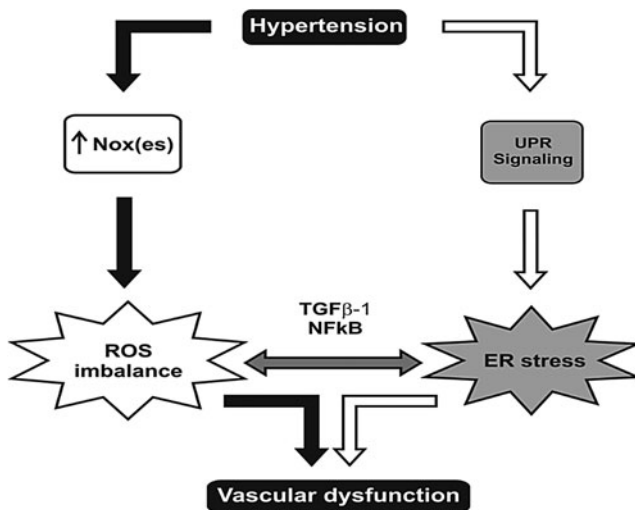 Hypertension
↑ Nox(es)
UPR
Signaling
TGFβ-1
NFkB
ROS
imbalance
ER stress
Vascular dysfunction